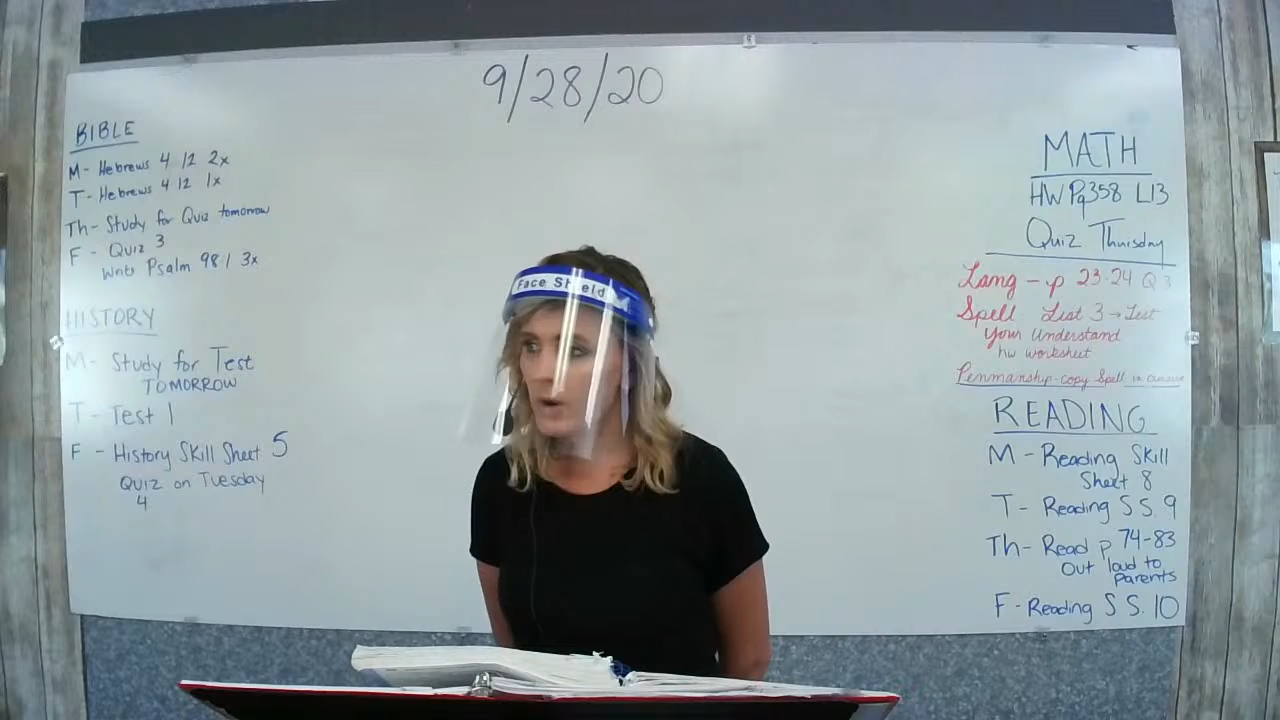 9/28/20
BIBLE
M- Hebrews 4 12 2x
T- Hebrews 4 12 1x
Th- Study for Quiz tomorrow
F - Quiz 3
Write Psalm 98 1 3x
HISTORY
M- Study for Test
TOMORROW
T- Test 1
F - History Skill Sheet 5
QUIZ on Tuesday
4
Face Shield
MATH
HW Pg358 L13
Quiz Thursday
Lang - p 23-24 Q 3
Spell List 3 → Test
Your Understand
hw worksheet
Penmanship-copy Spell in cursive
READING
M - Reading Skill
Sheet 8
T- Reading S S. 9
Th- Read p 74-83
Out loud to
parents
F - Reading S S. 10